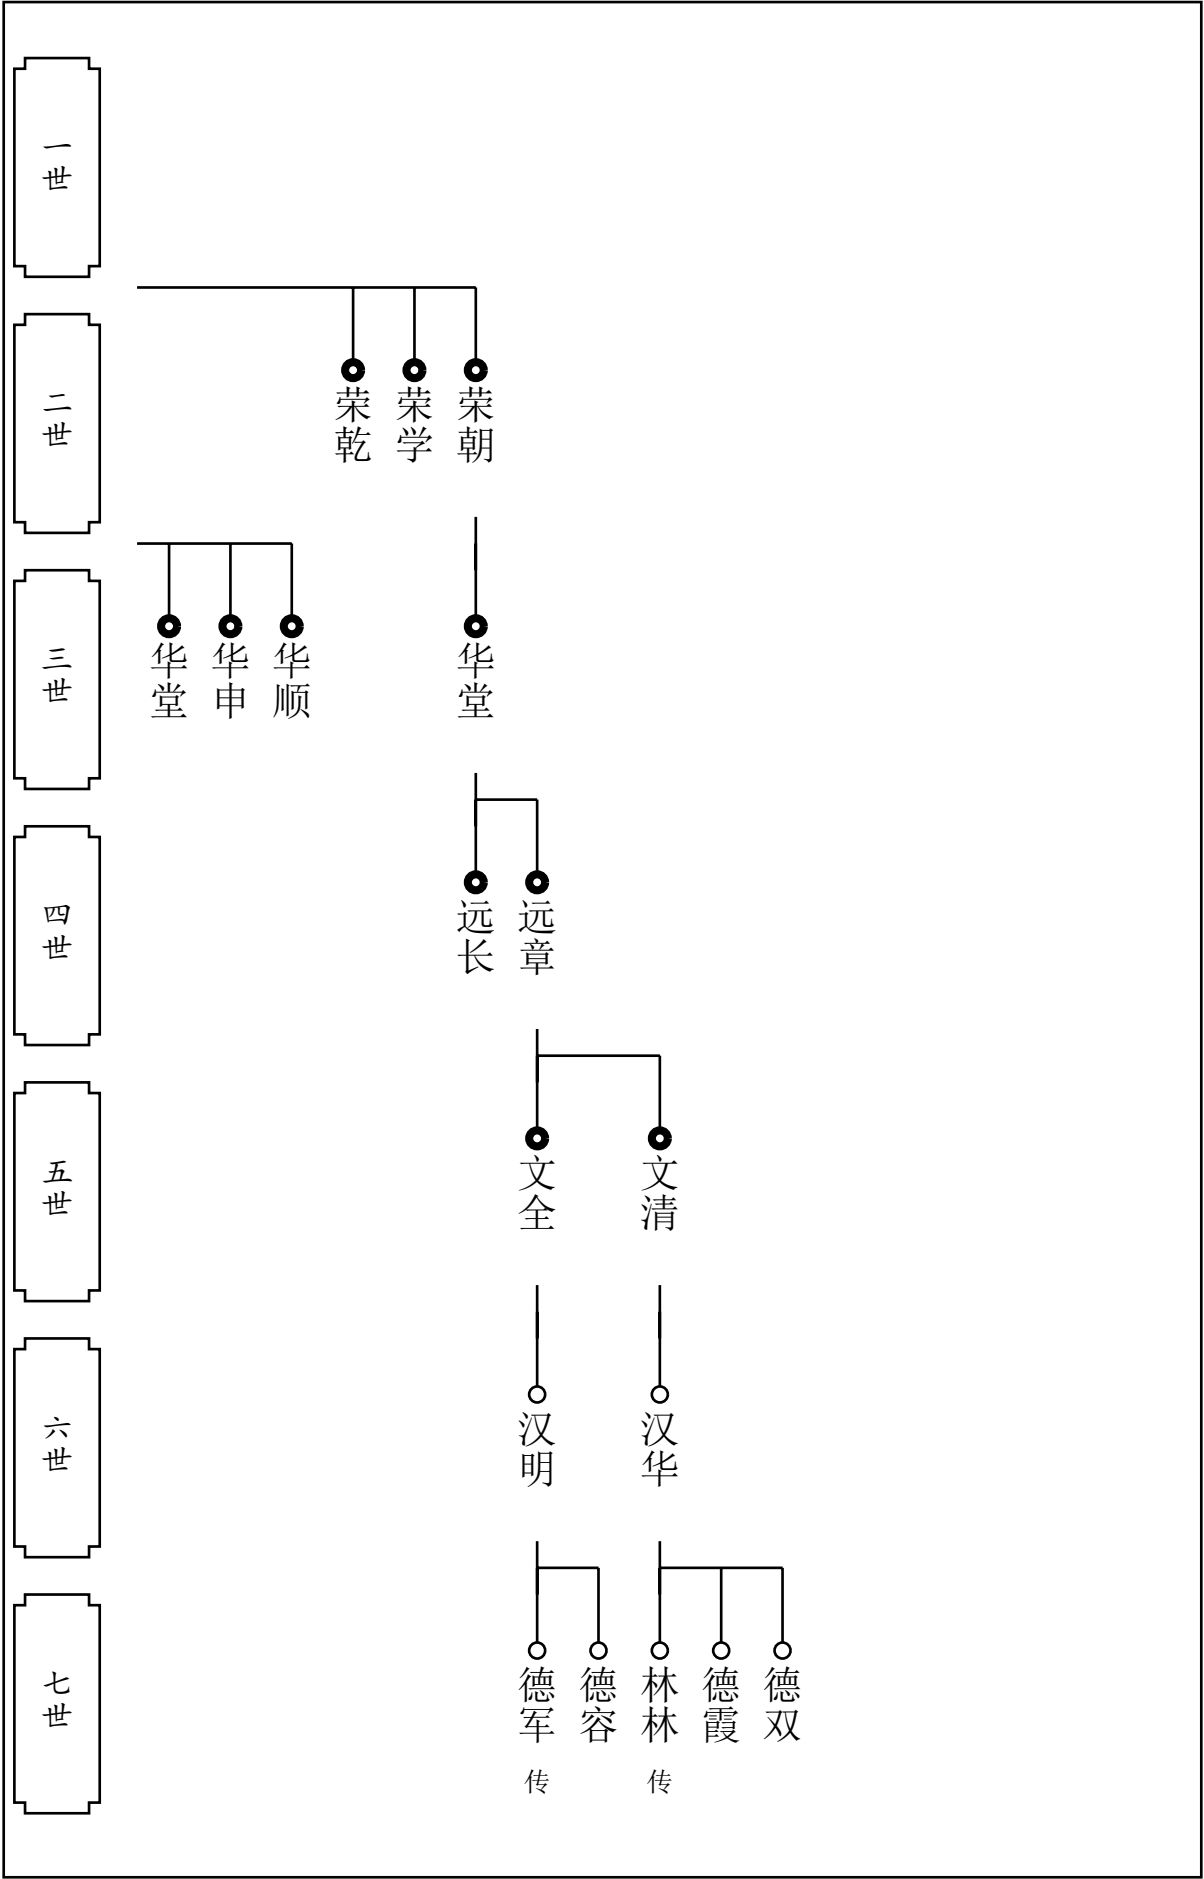 一世
二世
荣乾
荣学
荣朝
三世
华堂
华申
华顺
华堂
四世
远长
远章
五世
文全
文清
六世
汉明
汉华
七世
德军
传
德容
林林
传
德霞
德双